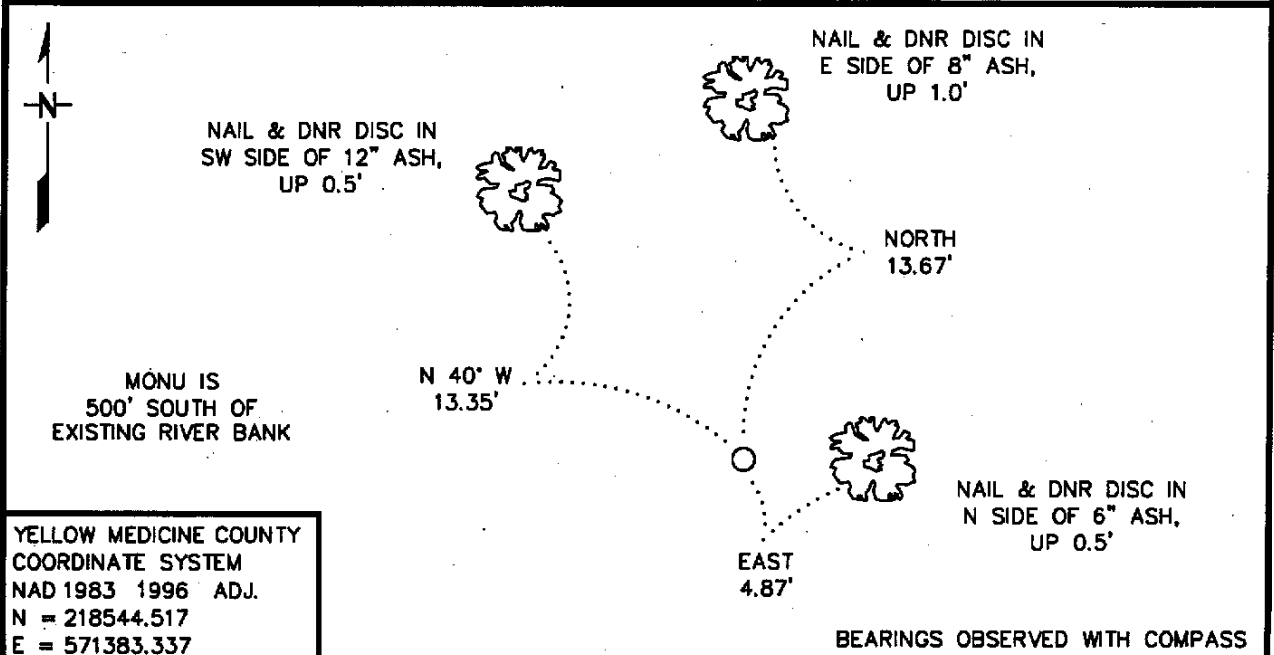 NAIL & DNR DISC IN
E SIDE OF 8" ASH,
UP 1.0'
N
NAIL & DNR DISC IN
SW SIDE OF 12" ASH,
UP 0.5'
NORTH
13.67'
N 40° W
13.35'
MONU IS
500' SOUTH OF
EXISTING RIVER BANK
NAIL & DNR DISC IN
N SIDE OF 6" ASH,
UP 0.5'
EAST
4.87'
YELLOW MEDICINE COUNTY
COORDINATE SYSTEM
NAD 1983 1996 ADJ.
N = 218544.517
E = 571383.337
BEARINGS OBSERVED WITH COMPASS